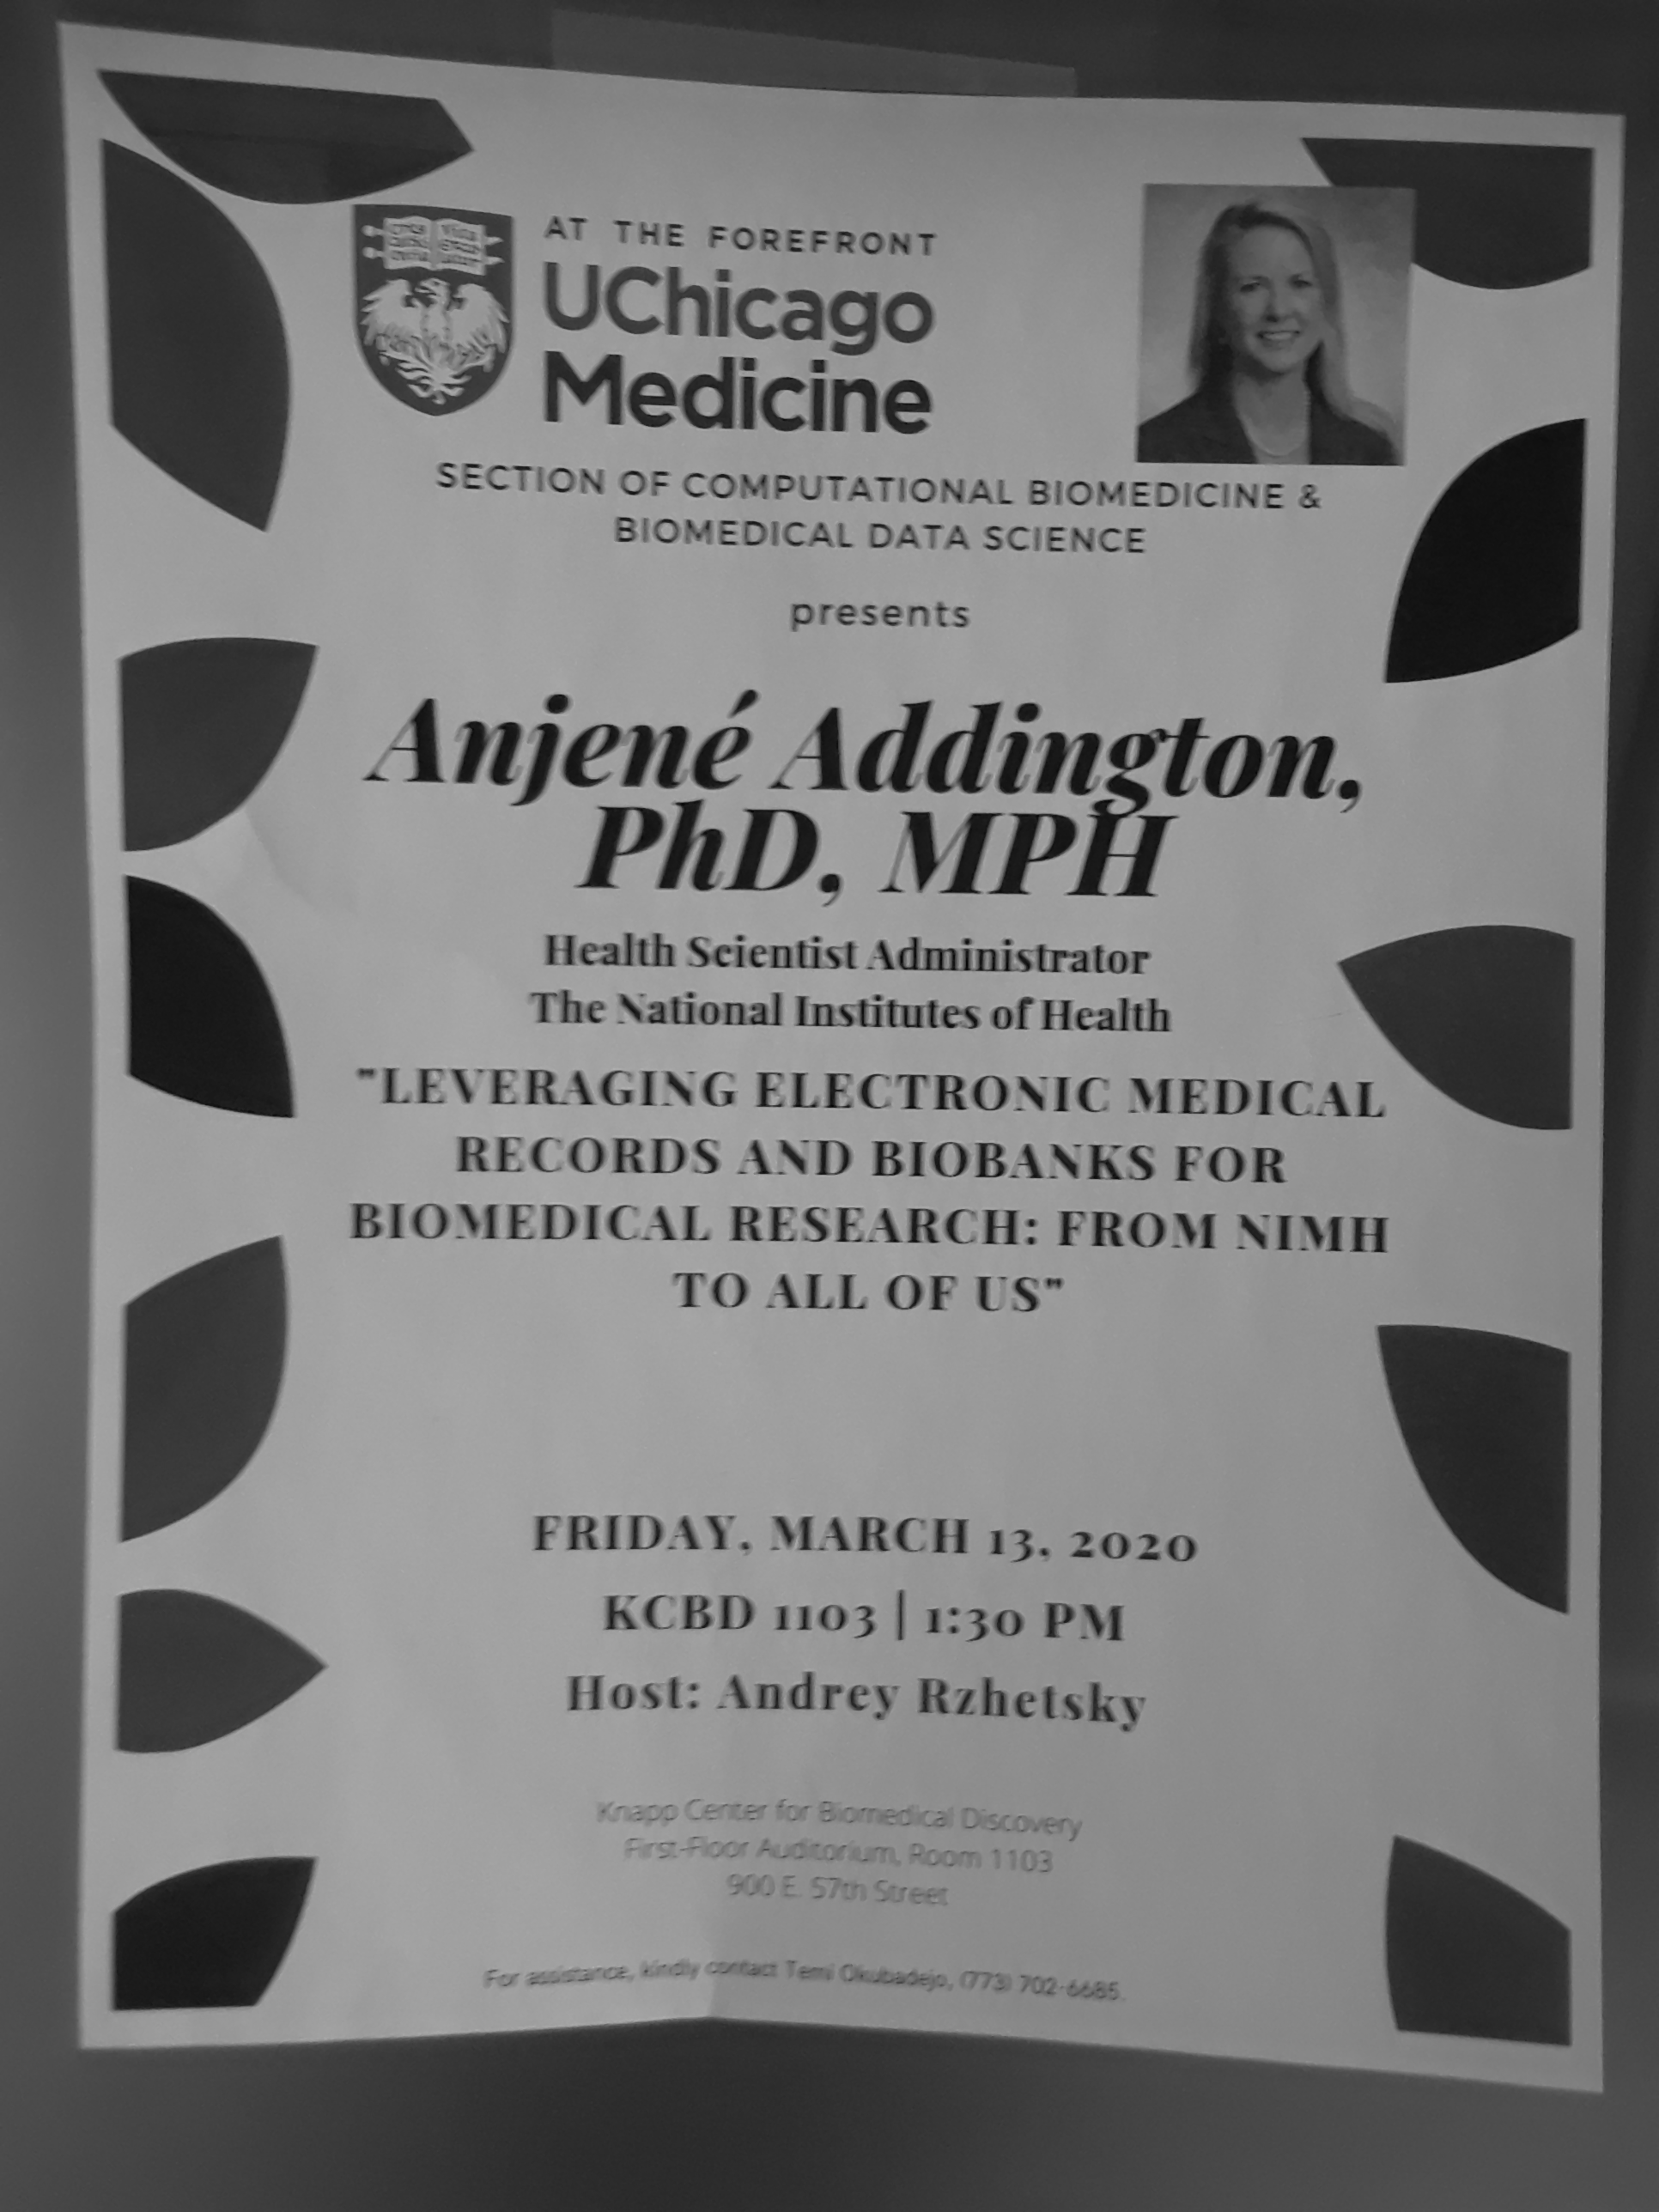 AT THE FOREFRONT
UChicago
Medicine
SECTION OF COMPUTATIONAL BIOMEDICINE &
BIOMEDICAL DATA SCIENCE
presents
Anjené Addington,
PhD, MPH
Health Scientist Administrator
The National Institutes of Health
"LEVERAGING ELECTRONIC MEDICAL
RECORDS AND BIOBANKS FOR
BIOMEDICAL RESEARCH: FROM NIMH
TO ALL OF US"
FRIDAY, MARCH 13, 2020
KCBD 1103 | 1:30 PM
Host: Andrey Rzhetsky
Knapp Center for Biomedical Discovery
First-Floor Auditorium, Room 1103
900 E. 57th Street
For assistance, kindly contact Temi Okubadejo, (773) 702-6685.